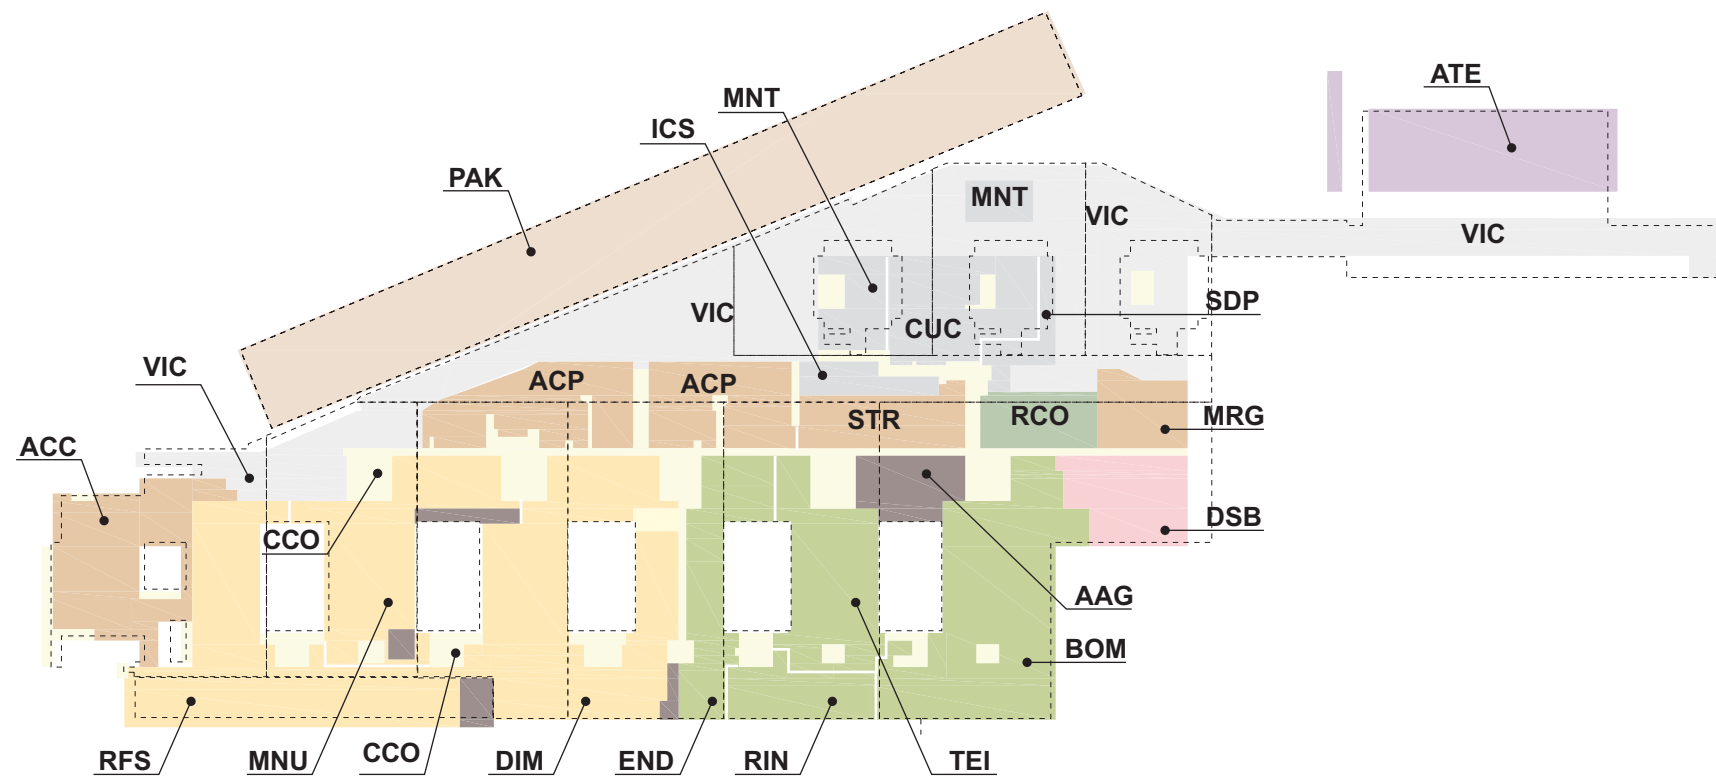 ATE
MNT
ICS
PAK
MNT
VIC
VIC
SDP
VIC
CUC
VIC
ACP
ACP
STR
RCO
MRG
ACC
DSB
CCO
AAG
BOM
RFS
MNU
CCO
DIM
END
RIN
TEI